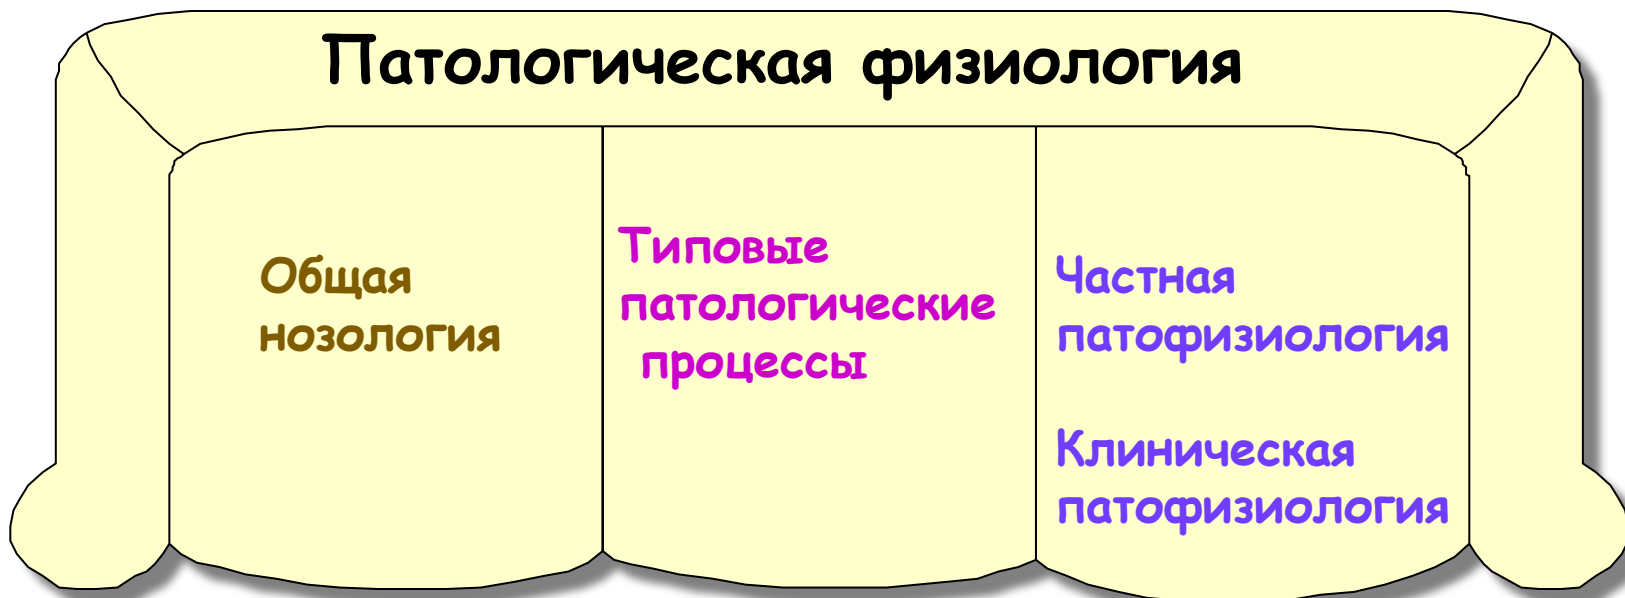 Патологическая физиология
Общая
нозология
Типовые
патологические
процессы
Частная
патофизиология
Клиническая
патофизиология